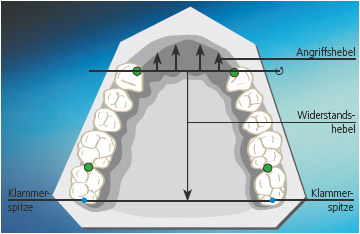 Angriffshebel
Widerstands-
hebel
Klammer-
spitze
Klammer-
spitze